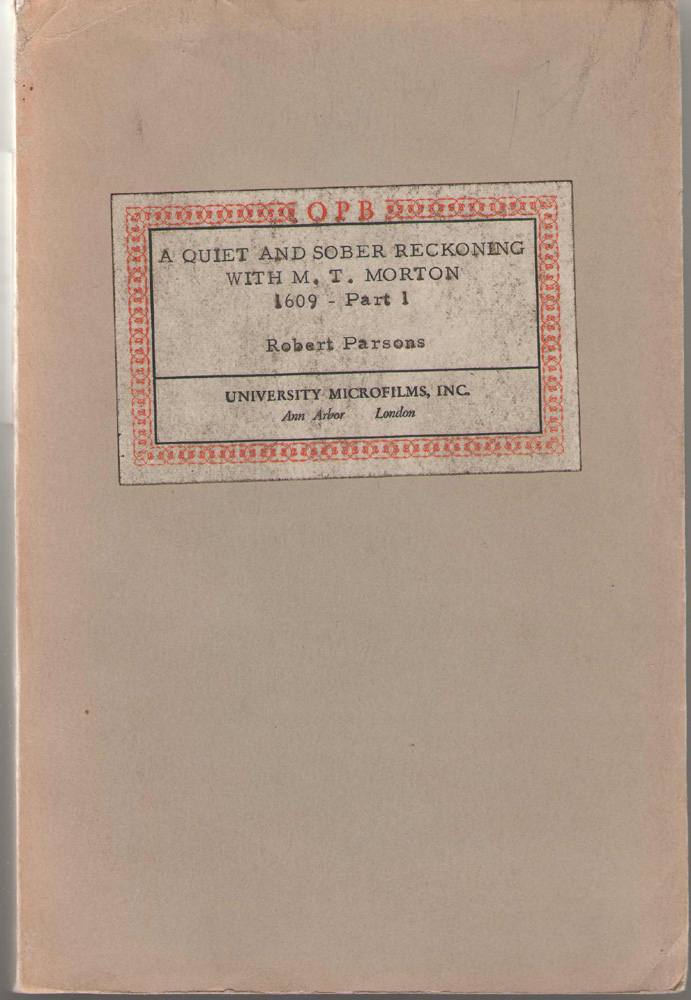 OPB
A QUIET AND SOBER RECKONING
WITH M. T. MORTON
1609 - Part 1
Robert Parsons
UNIVERSITY MICROFILMS, INC.
Ann Arbor London